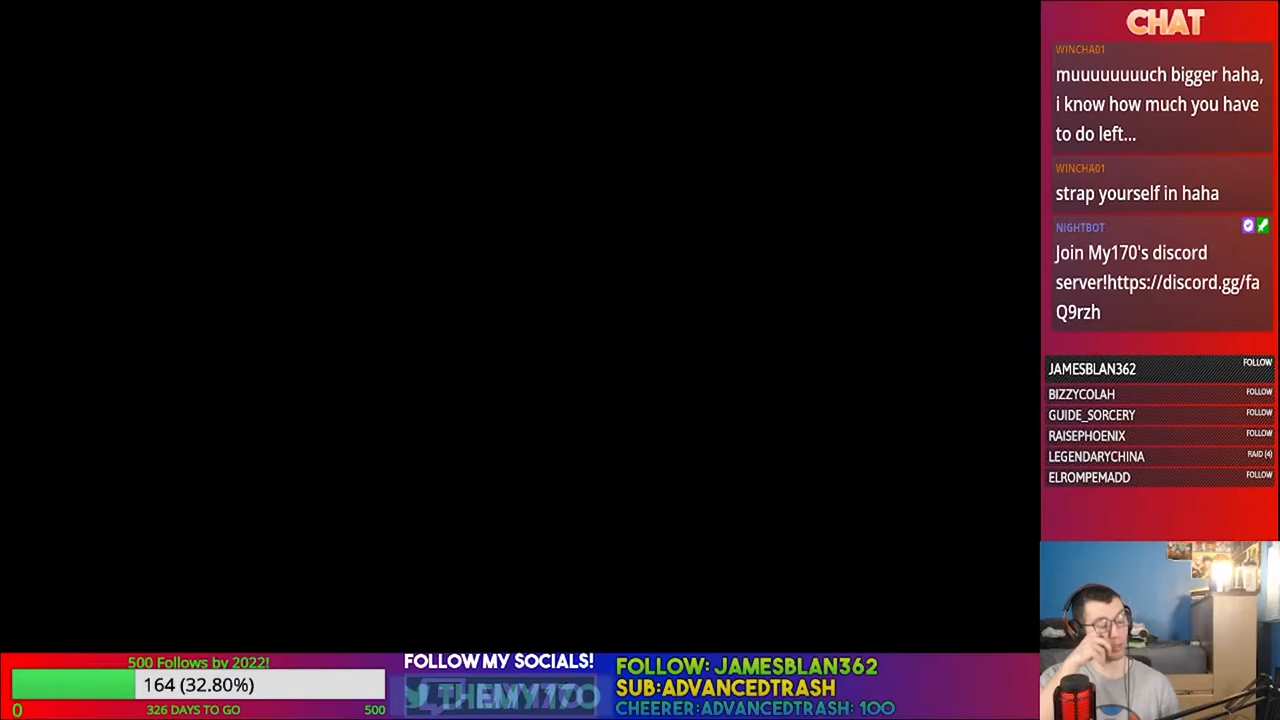 CHAT
WINCHA01
muuuuuuuuch bigger haha,
i know how much you have
to do left...
WINCHA01
strap yourself in haha
NIGHTBOT
Join My170's discord
server!https://discord.gg/fa
Q9rzh
JAMESBLAN362 FOLLOW
BIZZYCOLAH FOLLOW
GUIDE_SORCERY FOLLOW
RAISEPHOENIX FOLLOW
LEGENDARYCHINA RAID (4)
ELROMPEMADD FOLLOW
500 Follows by 2022!
164 (32.80%)
0 326 DAYS TO GO 500
FOLLOW MY SOCIALS!
FOLLOW: JAMESBLAN362
SUB:ADVANCEDTRASH
CHEERER:ADVANCEDTRASH: 100